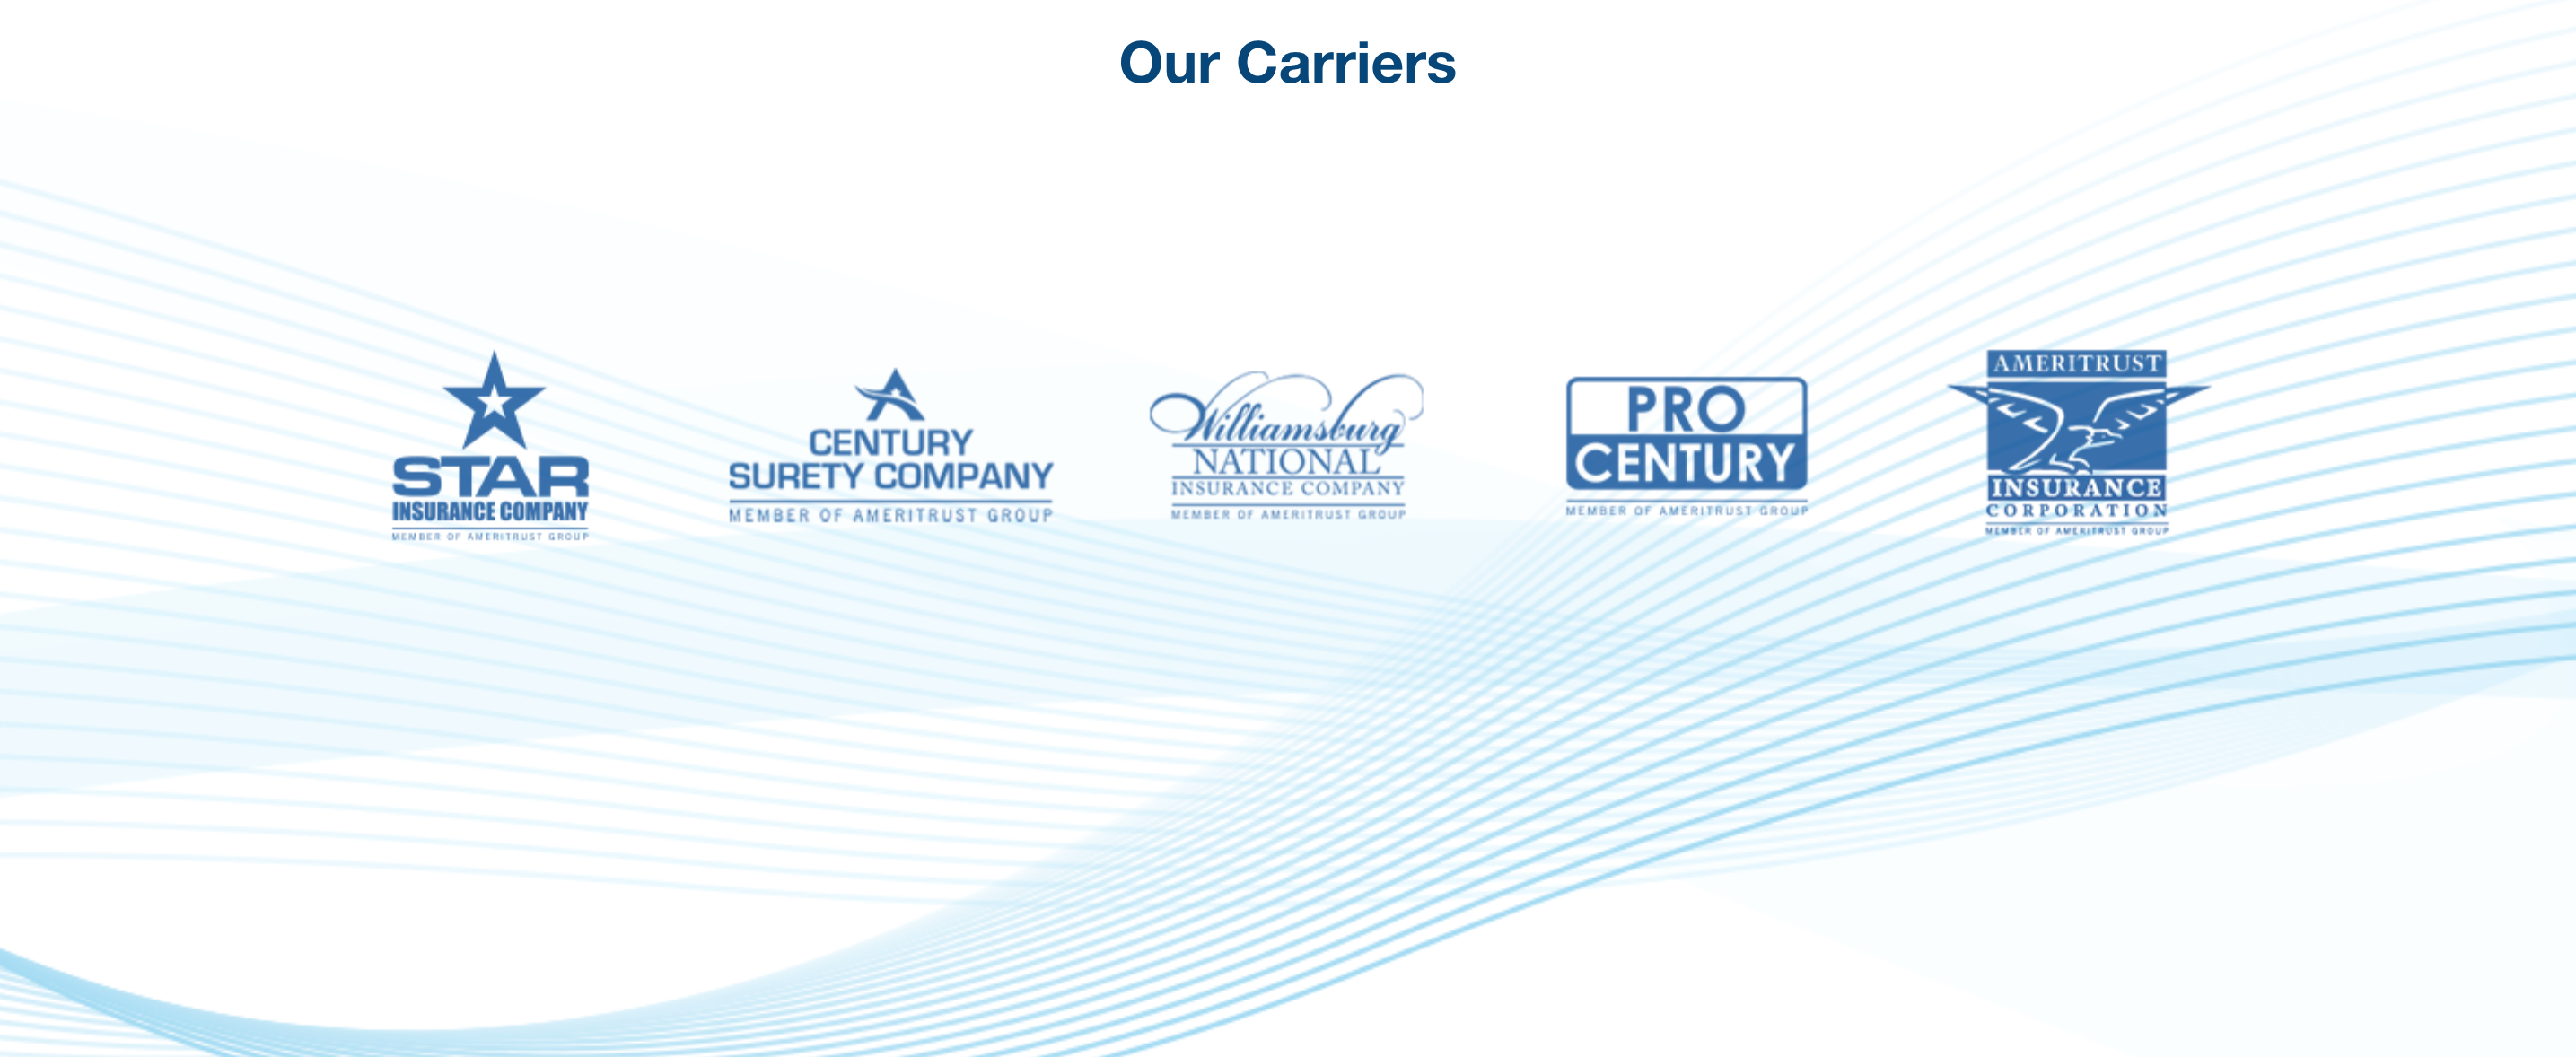 Our Carriers
STAR
INSURANCE COMPANY
MEMBER OF AMERITRUST GROUP
CENTURY
SURETY COMPANY
MEMBER OF AMERITRUST GROUP
Williamsburg
NATIONAL
INSURANCE COMPANY
MEMBER OF AMERITRUST GROUP
PRO
CENTURY
MEMBER OF AMERITRUST GROUP
AMERITRUST
INSURANCE
CORPORATION
MEMBER OF AMERITRUST GROUP